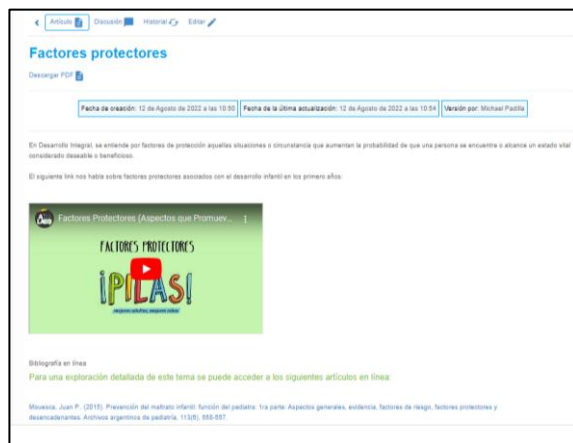 Artículo Discusión Historial Editar
Factores protectores
Descargar PDF
Fecha de creación: 12 de Agosto de 2022 a las 10:50 Fecha de la última actualización: 12 de Agosto de 2022 a las 10:54 Versión por: Michael Padilla
En Desarrollo Integral, se entiende por factores de protección aquellas situaciones o circunstancia que aumentan la probabilidad de que una persona se encuentre o alcance un estado vital
considerado deseable o beneficioso.
El siguiente link nos habla sobre factores protectores asociados con el desarrollo infantil en los primero años:
Factores Protectores (Aspectos que Promuev...
FACTORES PROTECTORES
¡PILAS!
mejores adultos, mejores niños
Bibliografía en línea
Para una exploración detallada de este tema se puede acceder a los siguientes artículos en línea:
Mouesca, Juan P. (2015). Prevención del maltrato infantil: función del pediatra: 1ra parte: Aspectos generales, evidencia, factores de riesgo, factores protectores y
desencadenantes. Archivos argentinos de pediatría, 113(6),